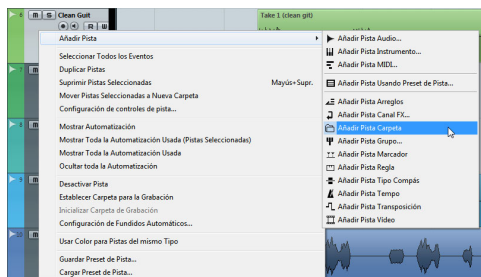 6 m S Clean Guit Take 1 (clean git)
R W
Añadir Pista
Seleccionar Todos los Eventos
Duplicar Pistas
Suprimir Pistas Seleccionadas Mayús+Supr.
Mover Pistas Seleccionadas a Nueva Carpeta
Configuración de controles de pista...
Mostrar Automatización
Mostrar Toda la Automatización Usada (Pistas Seleccionadas)
Mostrar Toda la Automatización Usada
Ocultar toda la Automatización
Desactivar Pista
Establecer Carpeta para la Grabación
Inicializar Carpeta de Grabación
Configuración de Fundidos Automáticos...
Usar Color para Pistas del mismo Tipo
Guardar Preset de Pista...
Cargar Preset de Pista...
Añadir Pista Audio...
Añadir Pista Instrumento...
Añadir Pista MIDI...
Añadir Pista Usando Preset de Pista...
Añadir Pista Arreglos
Añadir Pista Canal FX...
Añadir Pista Carpeta
Añadir Pista Grupo...
Añadir Pista Marcador
Añadir Pista Regla
Añadir Pista Tipo Compás
Añadir Pista Tempo
Añadir Pista Transposición
Añadir Pista Vídeo
7 m
8 m
9 m
10 m